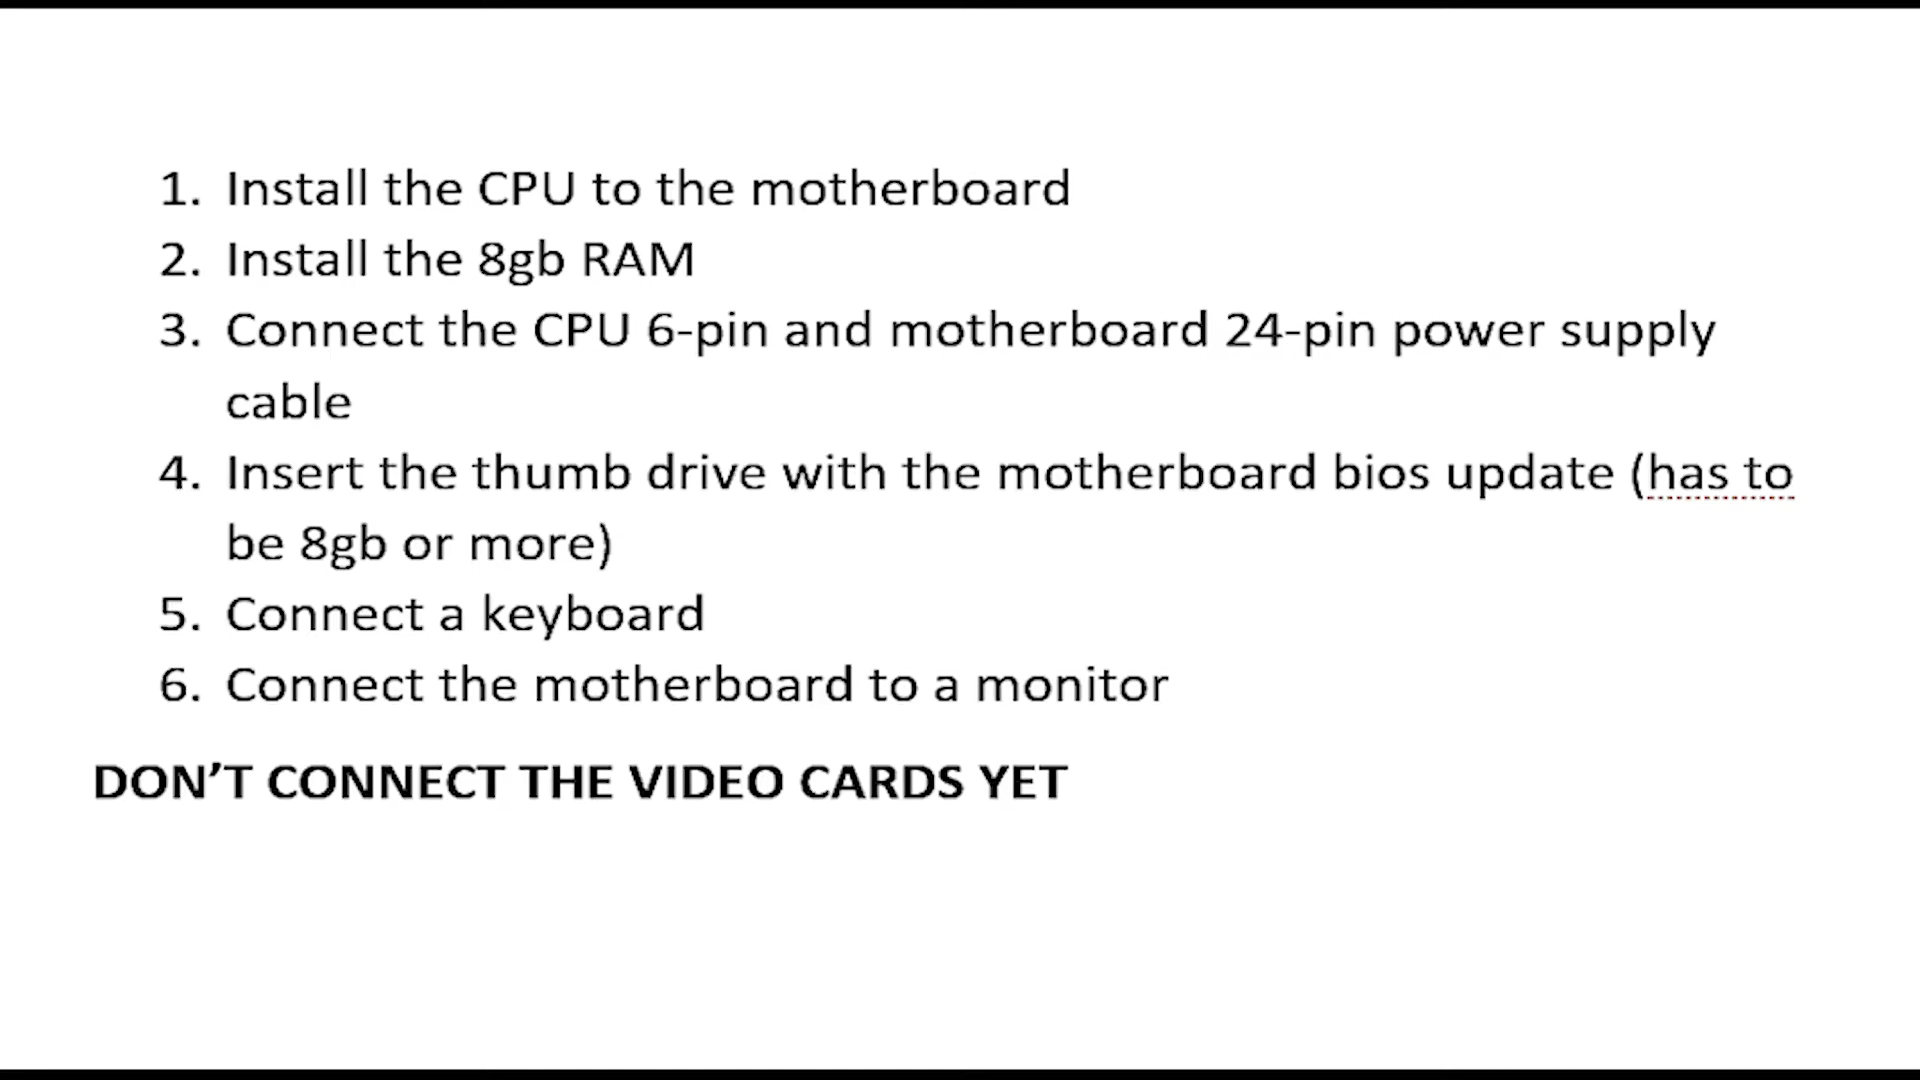 1. Install the CPU to the motherboard
2. Install the 8gb RAM
3. Connect the CPU 6-pin and motherboard 24-pin power supply
cable
4. Insert the thumb drive with the motherboard bios update (has to
be 8gb or more)
5. Connect a keyboard
6. Connect the motherboard to a monitor
DON’T CONNECT THE VIDEO CARDS YET